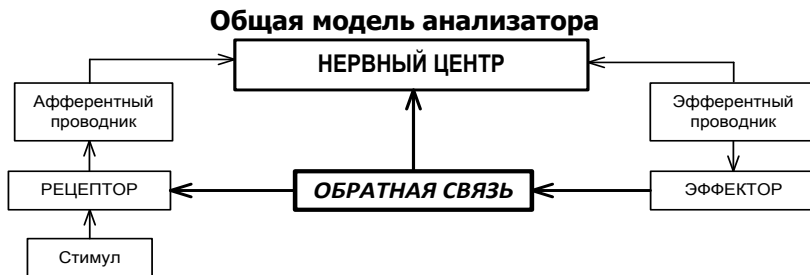 Общая модель анализатора
НЕРВНЫЙ ЦЕНТР
Афферентный
проводник
Эфферентный
проводник
РЕЦЕПТОР
ОБРАТНАЯ СВЯЗЬ
ЭФФЕКТОР
Стимул